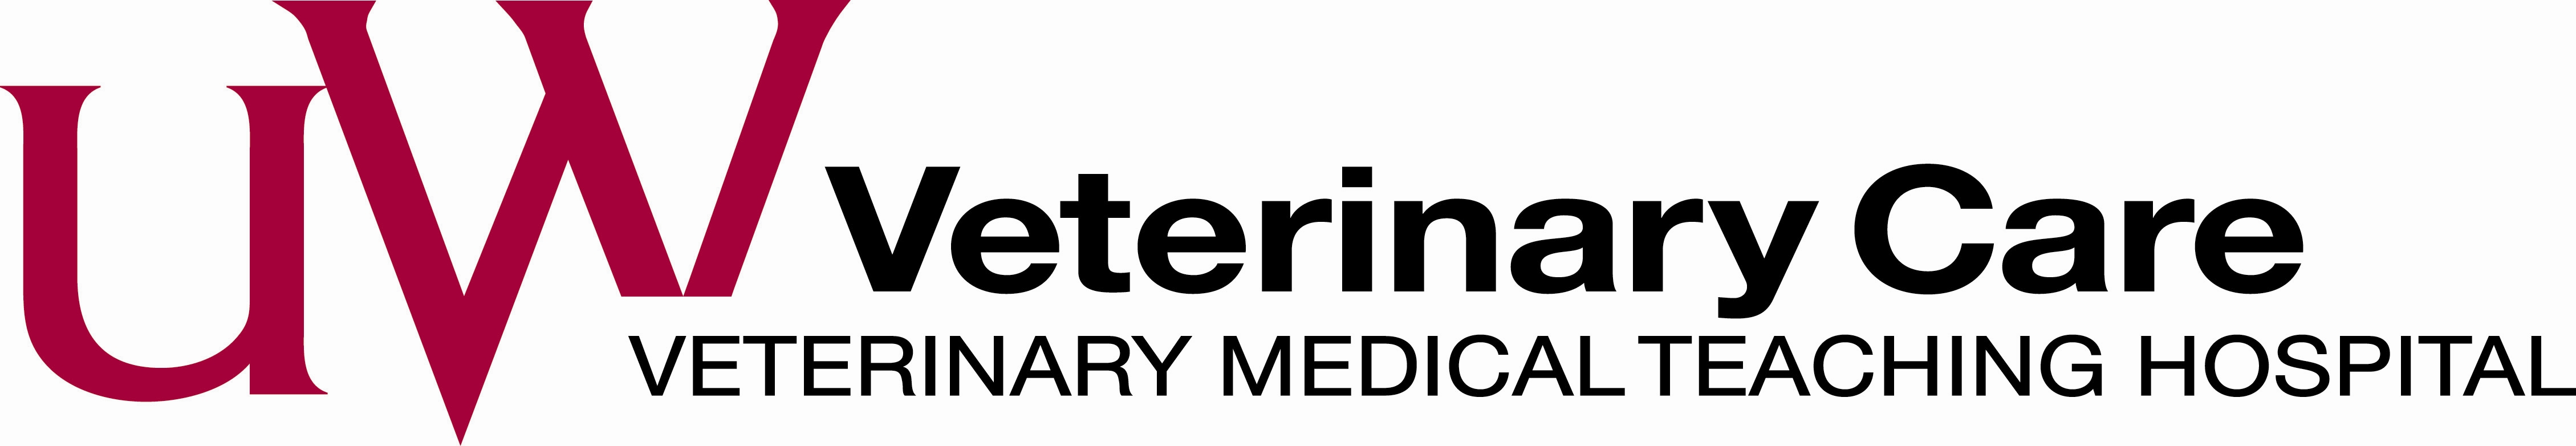 UW Veterinary Care
VETERINARY MEDICAL TEACHING HOSPITAL